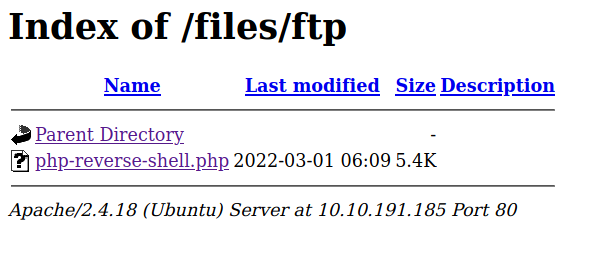 Index of /files/ftp
Name Last modified Size Description
Parent Directory -
php-reverse-shell.php 2022-03-01 06:09 5.4K
Apache/2.4.18 (Ubuntu) Server at 10.10.191.185 Port 80